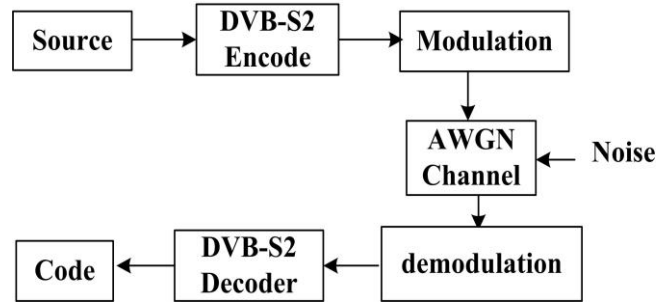 Source
DVB-S2
Encode
Modulation
AWGN
Channel
Noise
demodulation
DVB-S2
Decoder
Code